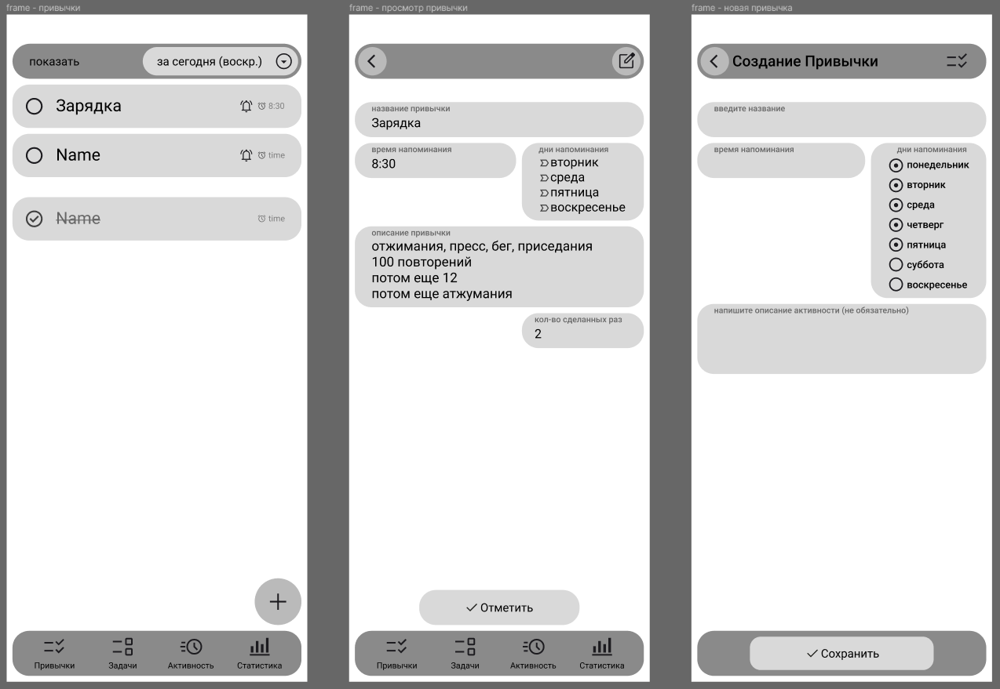 frame - привычки
показать
за сегодня (воскр.)
Зарядка
8:30
Name
time
Name
time
Привычки
Задачи
Активность
Статистика
frame - просмотр привычки
название привычки
Зарядка
время напоминания
8:30
дни напоминания
вторник
среда
пятница
воскресенье
описание привычки
отжимания, пресс, бег, приседания
100 повторений
потом еще 12
потом еще атжумания
кол-во сделанных раз
2
Отметить
Привычки
Задачи
Активность
Статистика
frame - новая привычка
Создание Привычки
введите название
время напоминания
дни напоминания
понедельник
вторник
среда
четверг
пятница
суббота
воскресенье
напишите описание активности (не обязательно)
Сохранить